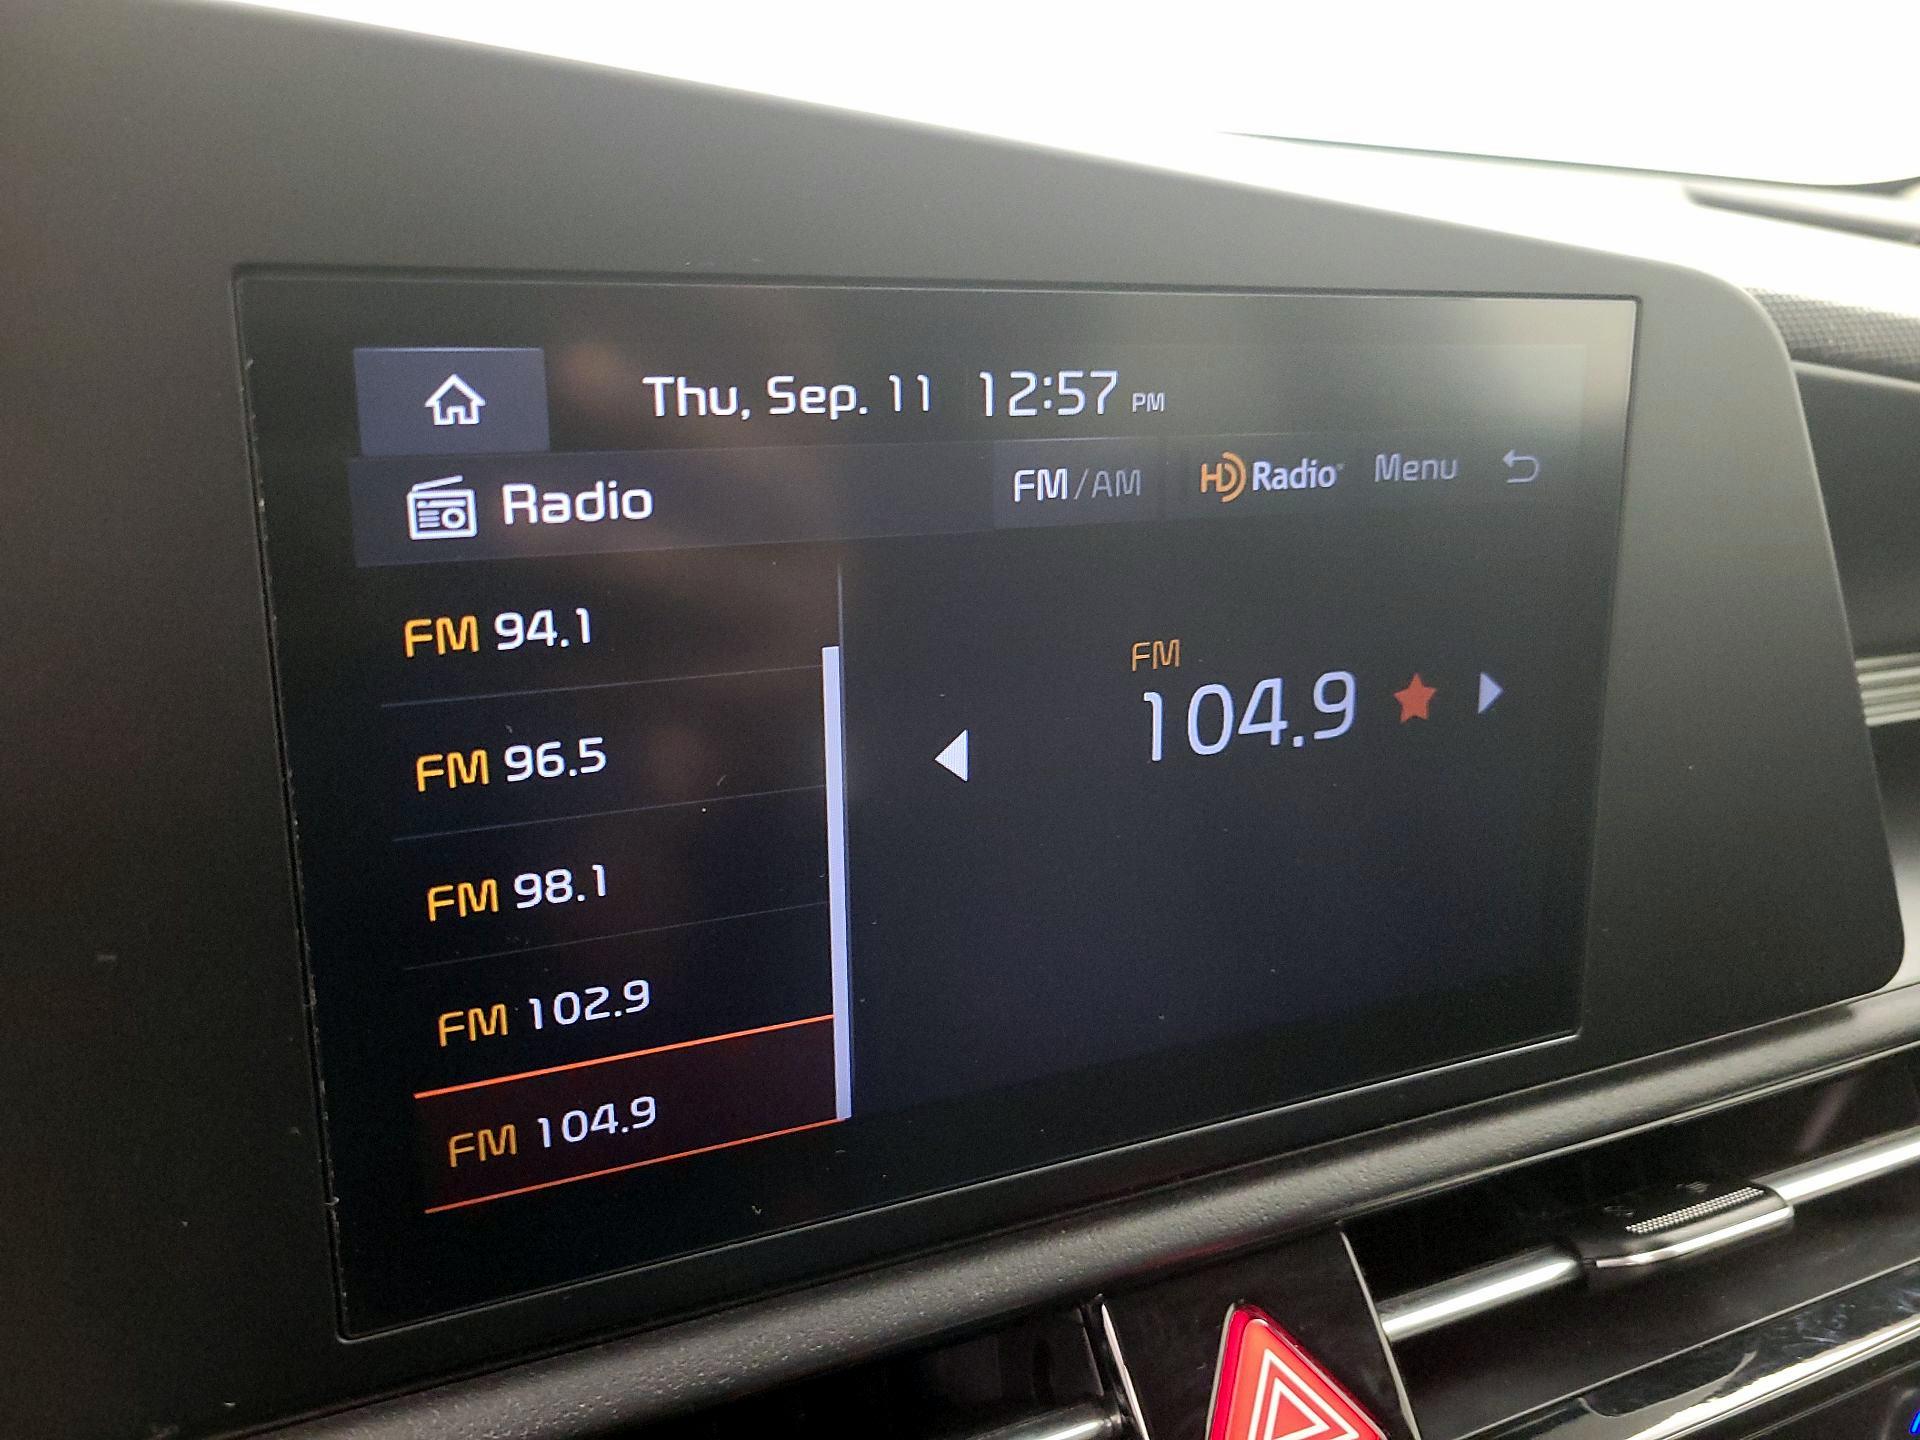 Thu, Sep. 11 12:57 PM
Radio FM/AM HD Radio Menu
FM 94.1
FM 96.5
FM 98.1
FM 102.9
FM 104.9
FM
104.9